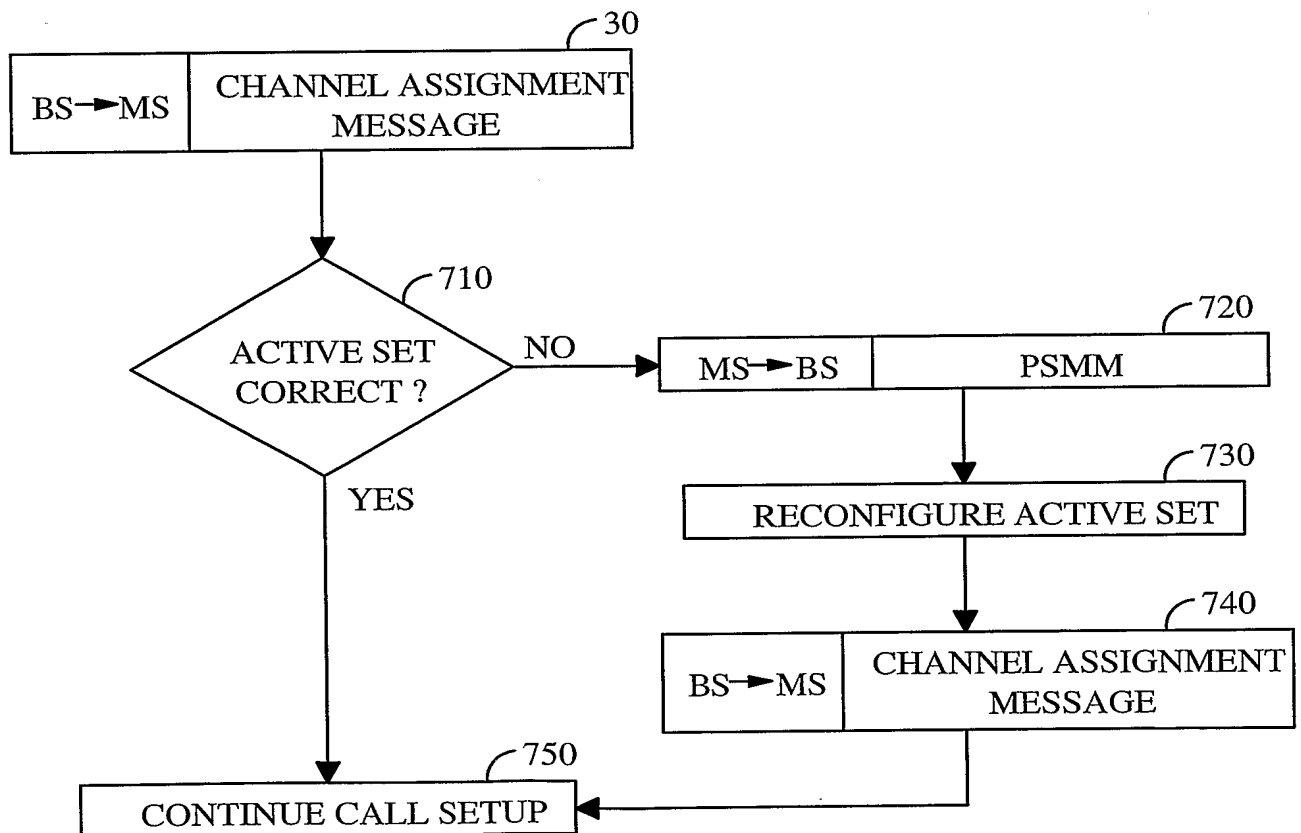 30
BS→MS
CHANNEL ASSIGNMENT
MESSAGE
710
ACTIVE SET
CORRECT ?
NO
YES
720
MS→BS
PSMM
730
RECONFIGURE ACTIVE SET
740
BS→MS
CHANNEL ASSIGNMENT
MESSAGE
750
CONTINUE CALL SETUP